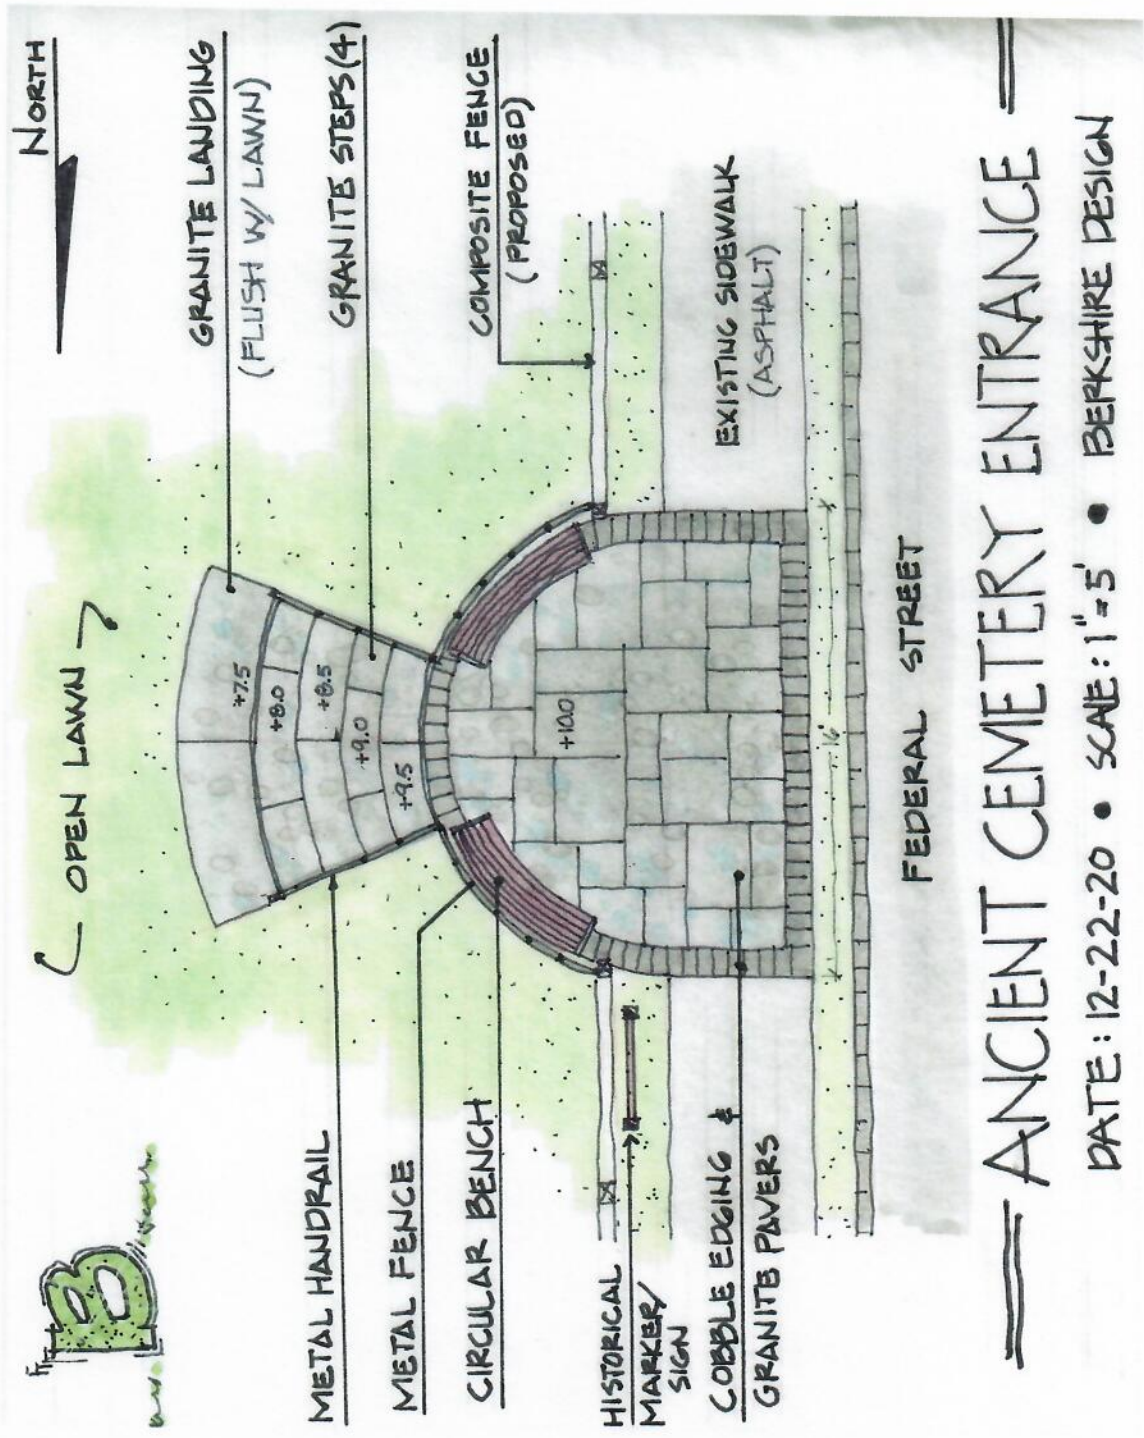 B
OPEN LAWN
NORTH
METAL HANDRAIL
METAL FENCE
CIRCULAR BENCH
HISTORICAL
MARKER/
SIGN
COBBLE EDGING &
GRANITE PAVERS
GRANITE LANDING
(FLUSH W/ LAWN)
GRANITE STEPS (4)
COMPOSITE FENCE
(PROPOSED)
EXISTING SIDEWALK
(ASPHALT)
+7.5
+8.0
+8.5
+9.0
+9.5
+10.0
16'
FEDERAL STREET
ANCIENT CEMETERY ENTRANCE
DATE: 12-22-20 • SCALE: 1"=5' • BERKSHIRE DESIGN